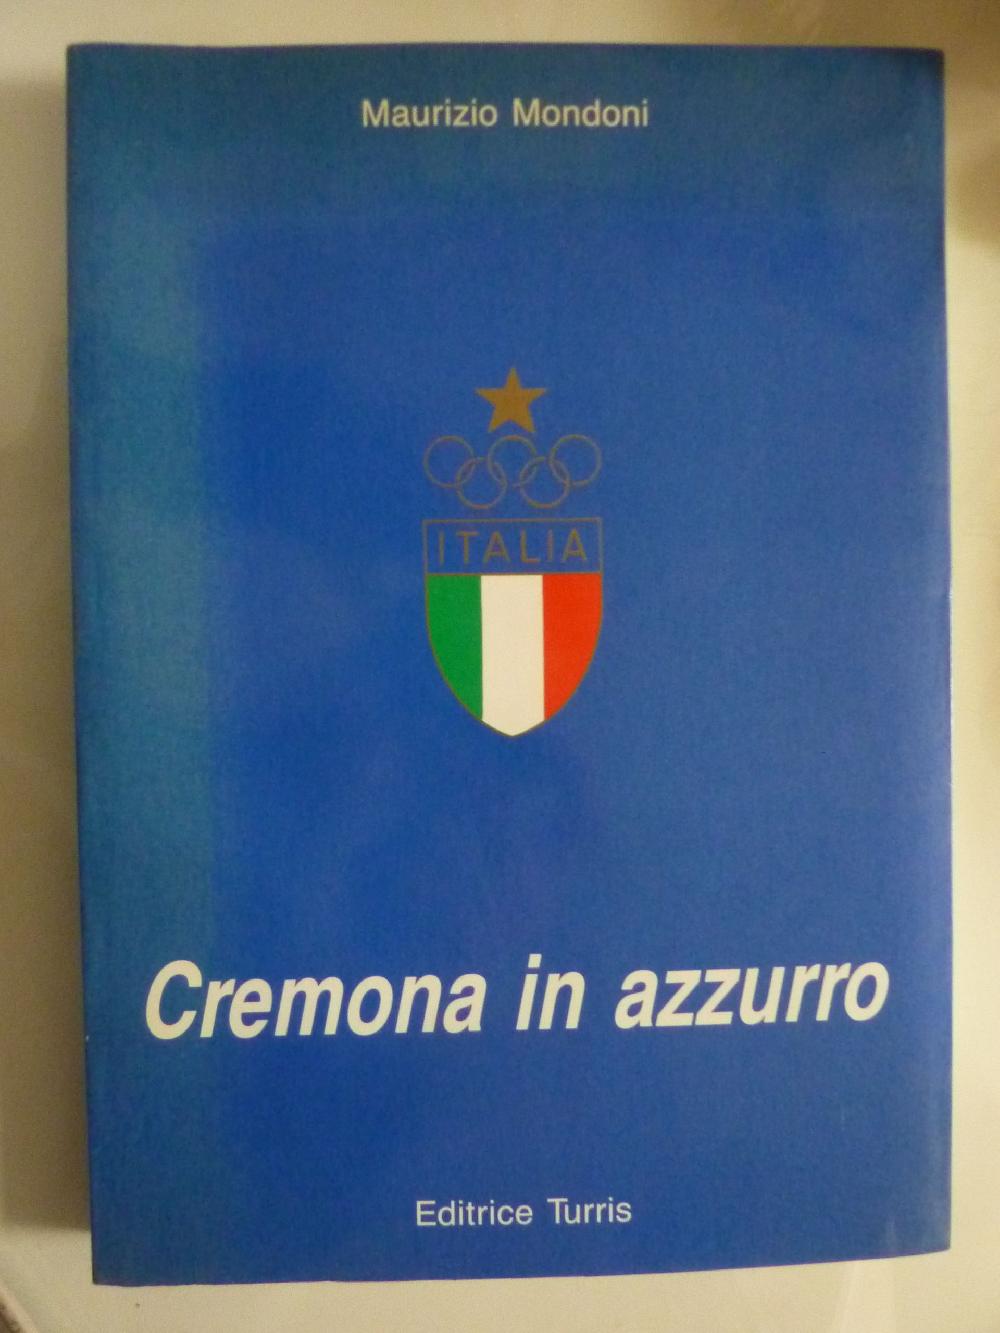 Maurizio Mondoni
ITALIA
Cremona in azzurro
Editrice Turris